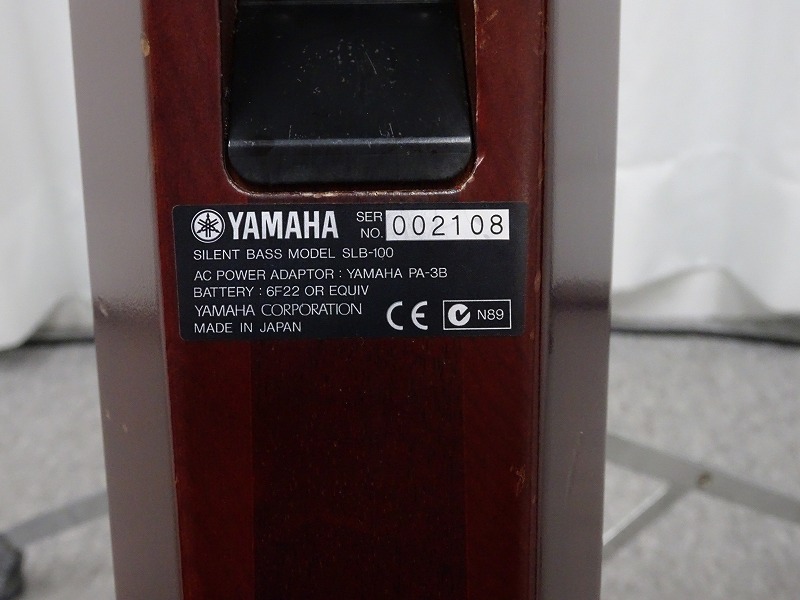 YAMAHA SER NO. 002108
SILENT BASS MODEL SLB-100
AC POWER ADAPTOR : YAMAHA PA-3B
BATTERY : 6F22 OR EQUIV
YAMAHA CORPORATION
MADE IN JAPAN
CE N89